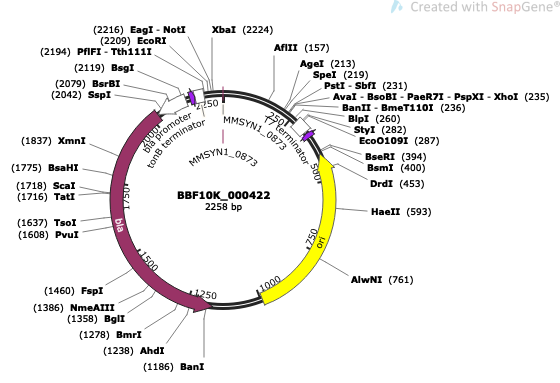 Created with SnapGene®
(2216) EagI - NotI
XbaI (2224)
(2209) EcoRI
(2194) PflFI - Tth111I
AflII (157)
(2119) BsgI
AgeI (213)
SpeI (219)
(2079) BsrBI
PstI - SbfI (231)
(2042) SspI
AvaI - BsoBI - PaeR7I - PspXI - XhoI (235)
BanII - BmeT110I (236)
BlpI (260)
StyI (282)
EcoO109I (287)
(1837) XmnI
BseRI (394)
(1775) BsaHI
BsmI (400)
(1718) ScaI
DrdI (453)
(1716) TatI
HaeII (593)
(1637) TsoI
(1608) PvuI
AlwNI (761)
(1460) FspI
(1386) NmeAIII
(1358) BglI
(1278) BmrI
(1238) AhdI
(1186) BanI
bla promoter
tonB terminator
MMSYN1_0873
T7 terminator
MMSYN1_0873
BBF10K_000422
2258 bp
bla
ori
250
500
750
1000
1250
1500
1750
2000
2250